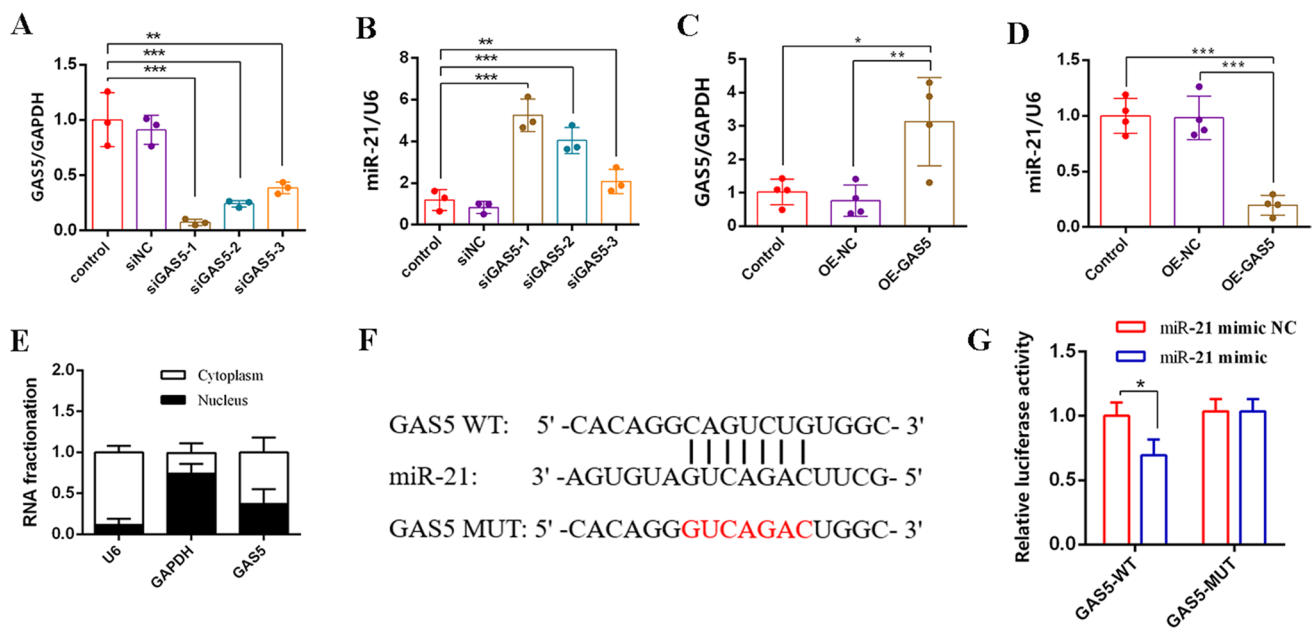 A
**
***
***
GAS5/GAPDH
1.5
1.0
0.5
0.0
control
siNC
siGAS5-1
siGAS5-2
siGAS5-3
B
**
***
***
miR-21/U6
8
6
4
2
0
control
siNC
siGAS5-1
siGAS5-2
siGAS5-3
C
*
**
GAS5/GAPDH
5
4
3
2
1
0
Control
OE-NC
OE-GAS5
D
***
***
miR-21/U6
1.5
1.0
0.5
0.0
Control
OE-NC
OE-GAS5
E
Cytoplasm
Nucleus
RNA fractionation
2.0
1.5
1.0
0.5
0.0
U6
GAPDH
GAS5
F
GAS5 WT: 5' -CACAGGCAGUCUGUGGC- 3'
miR-21: 3' -AGUGUAGUCAGACUUCG- 5'
GAS5 MUT: 5' -CACAGGGUCAGACUGGC- 3'
G
miR-21 mimic NC
miR-21 mimic
Relative luciferase activity
1.5
1.0
0.5
0.0
*
GAS5-WT
GAS5-MUT